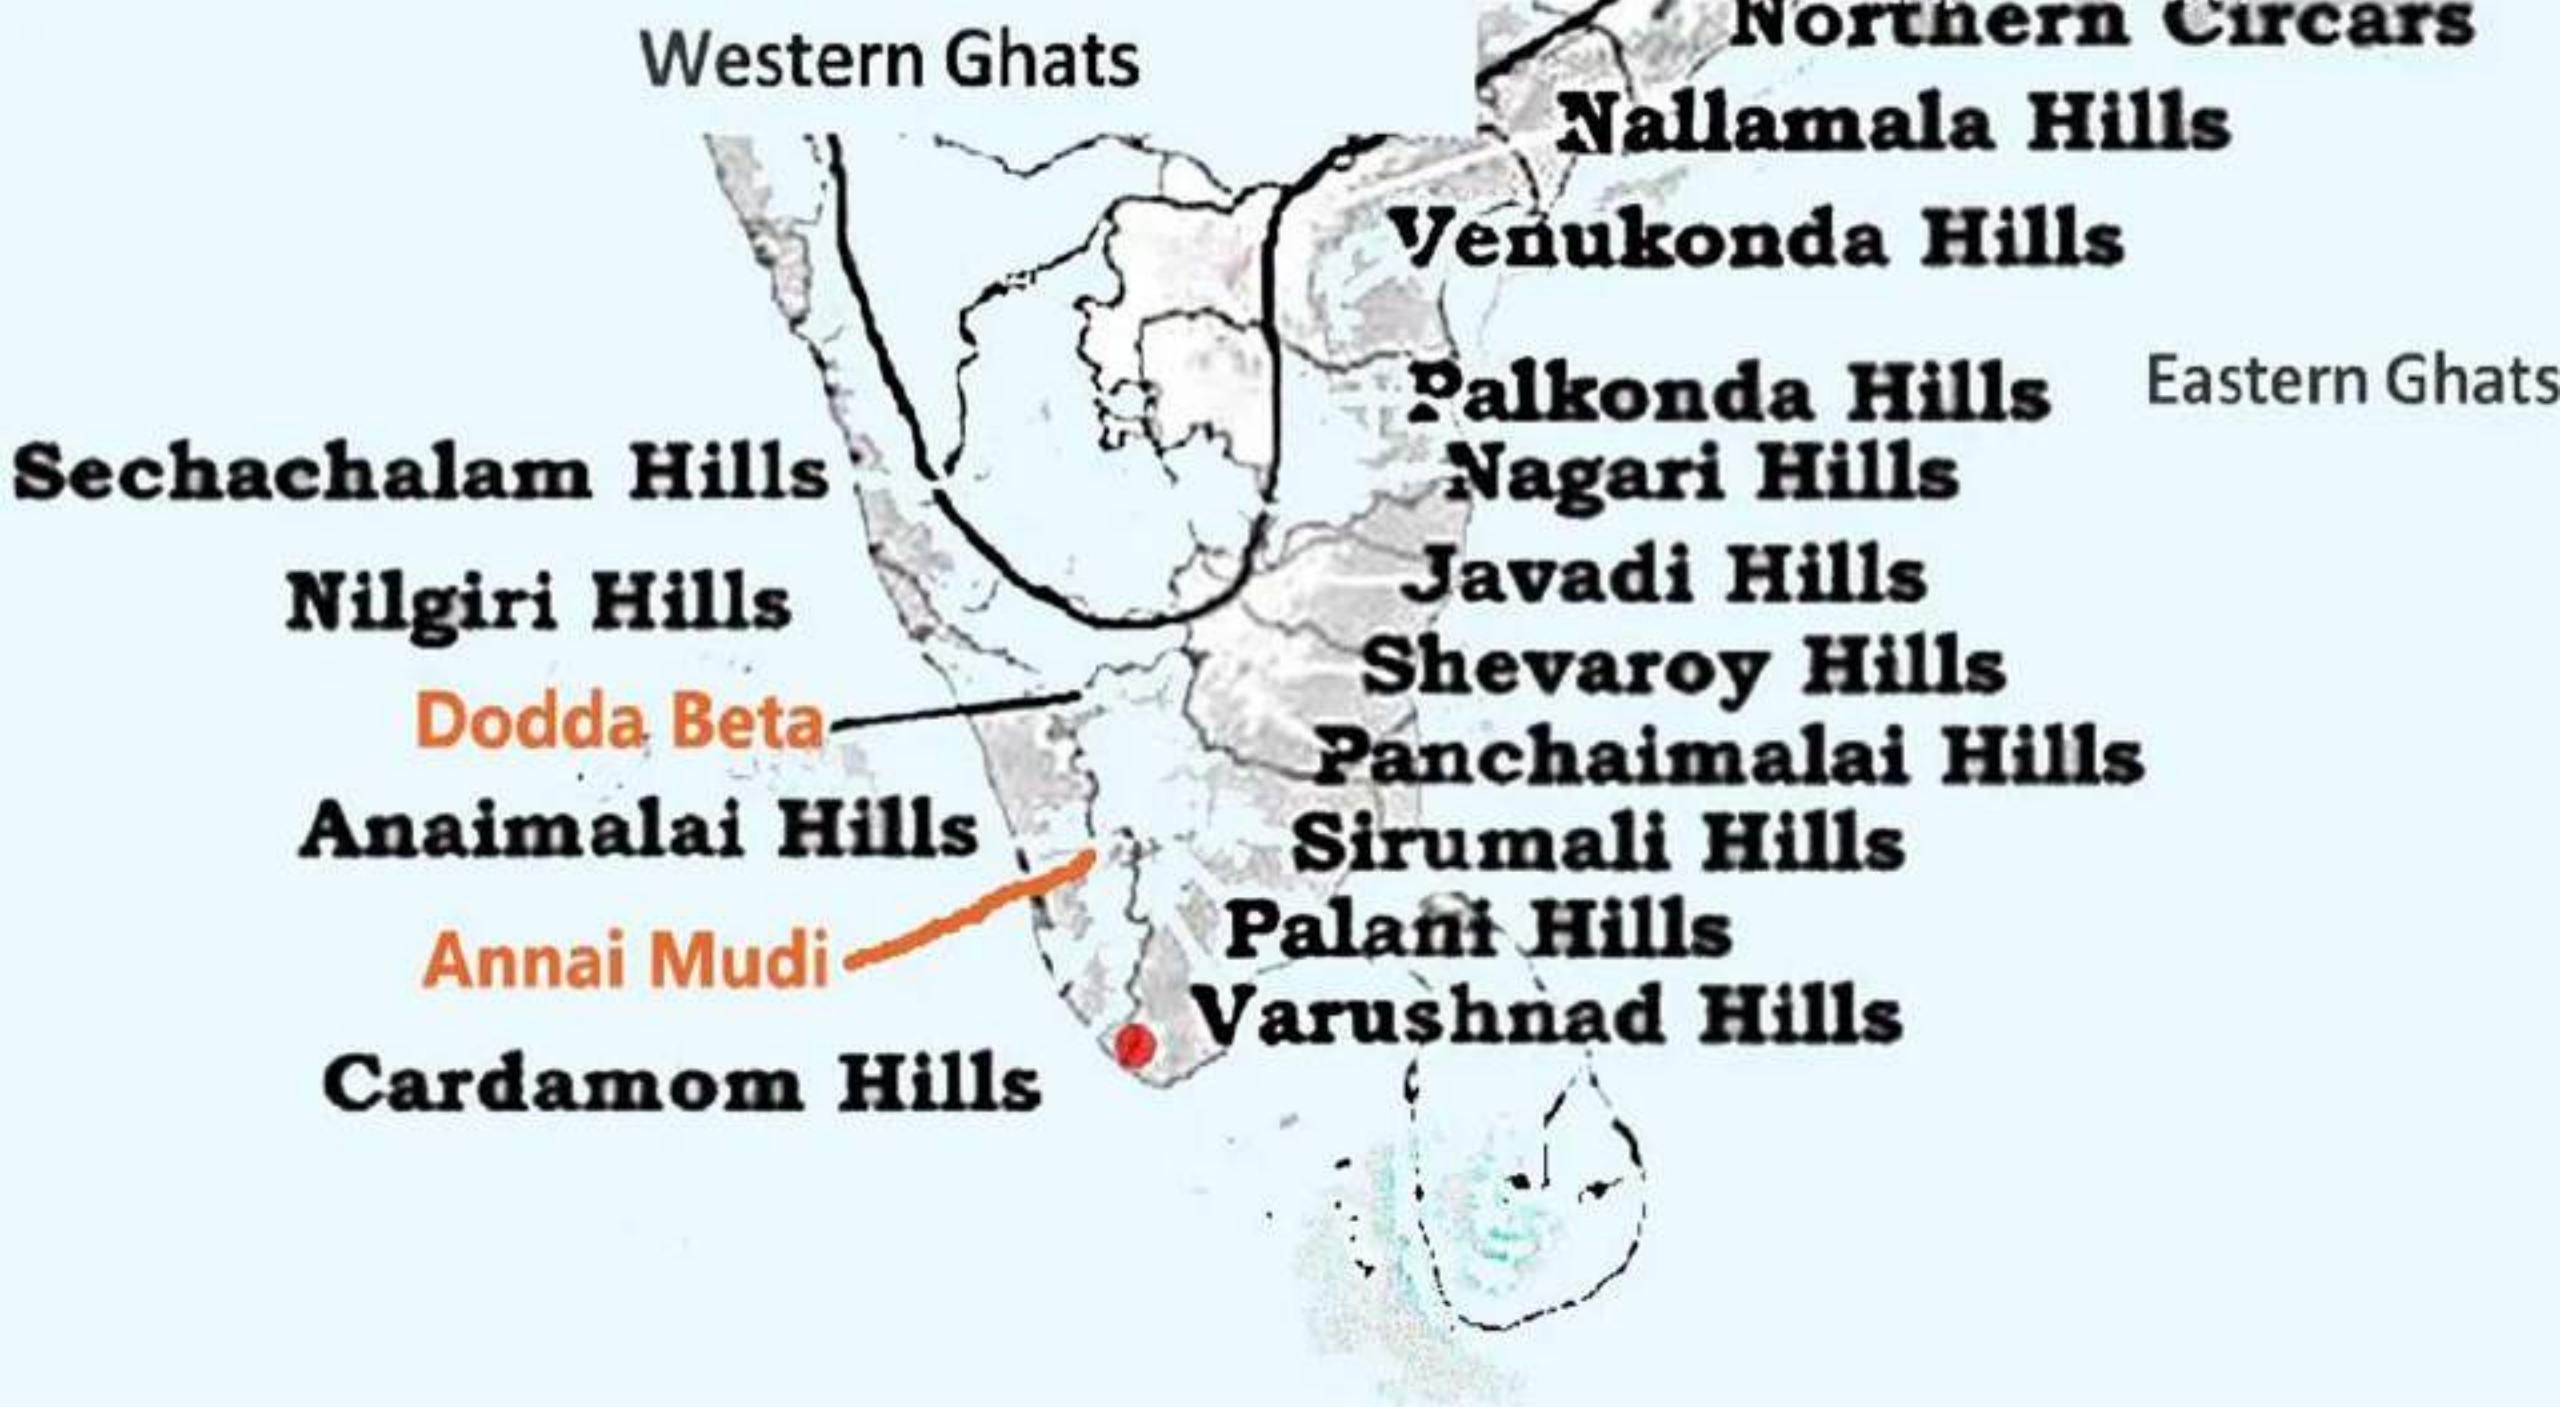 Northern Circars
Western Ghats
Nallamala Hills
Venukonda Hills
Palkonda Hills
Eastern Ghats
Sechachalam Hills
Nagari Hills
Nilgiri Hills
Javadi Hills
Shevaroy Hills
Dodda Beta
Panchaimalai Hills
Anaimalai Hills
Sirumali Hills
Annai Mudi
Palani Hills
Varushnad Hills
Cardamom Hills